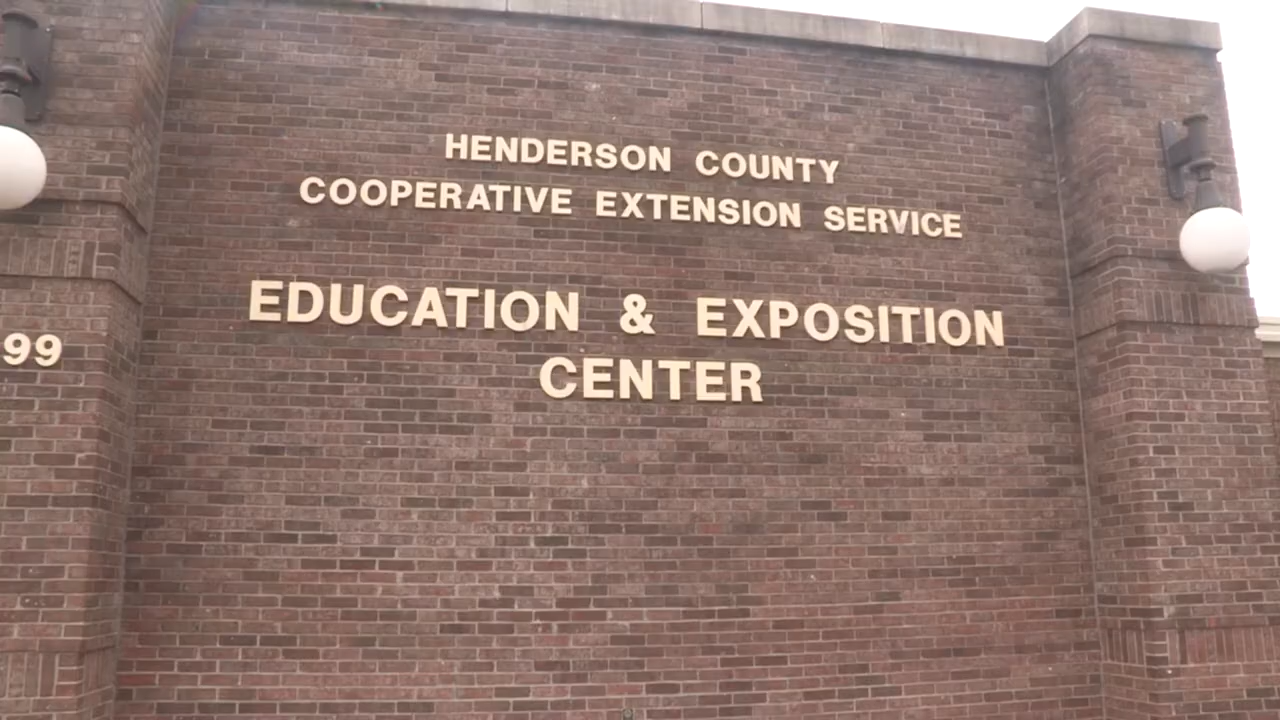 HENDERSON COUNTY
COOPERATIVE EXTENSION SERVICE
EDUCATION & EXPOSITION
CENTER
99